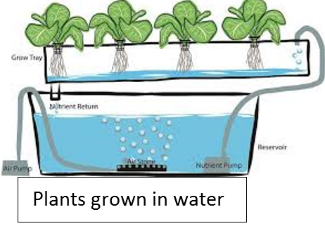 Grow Tray
Nutrient Return
Reservoir
Air Stone
Air Pump
Nutrient Pump
Plants grown in water